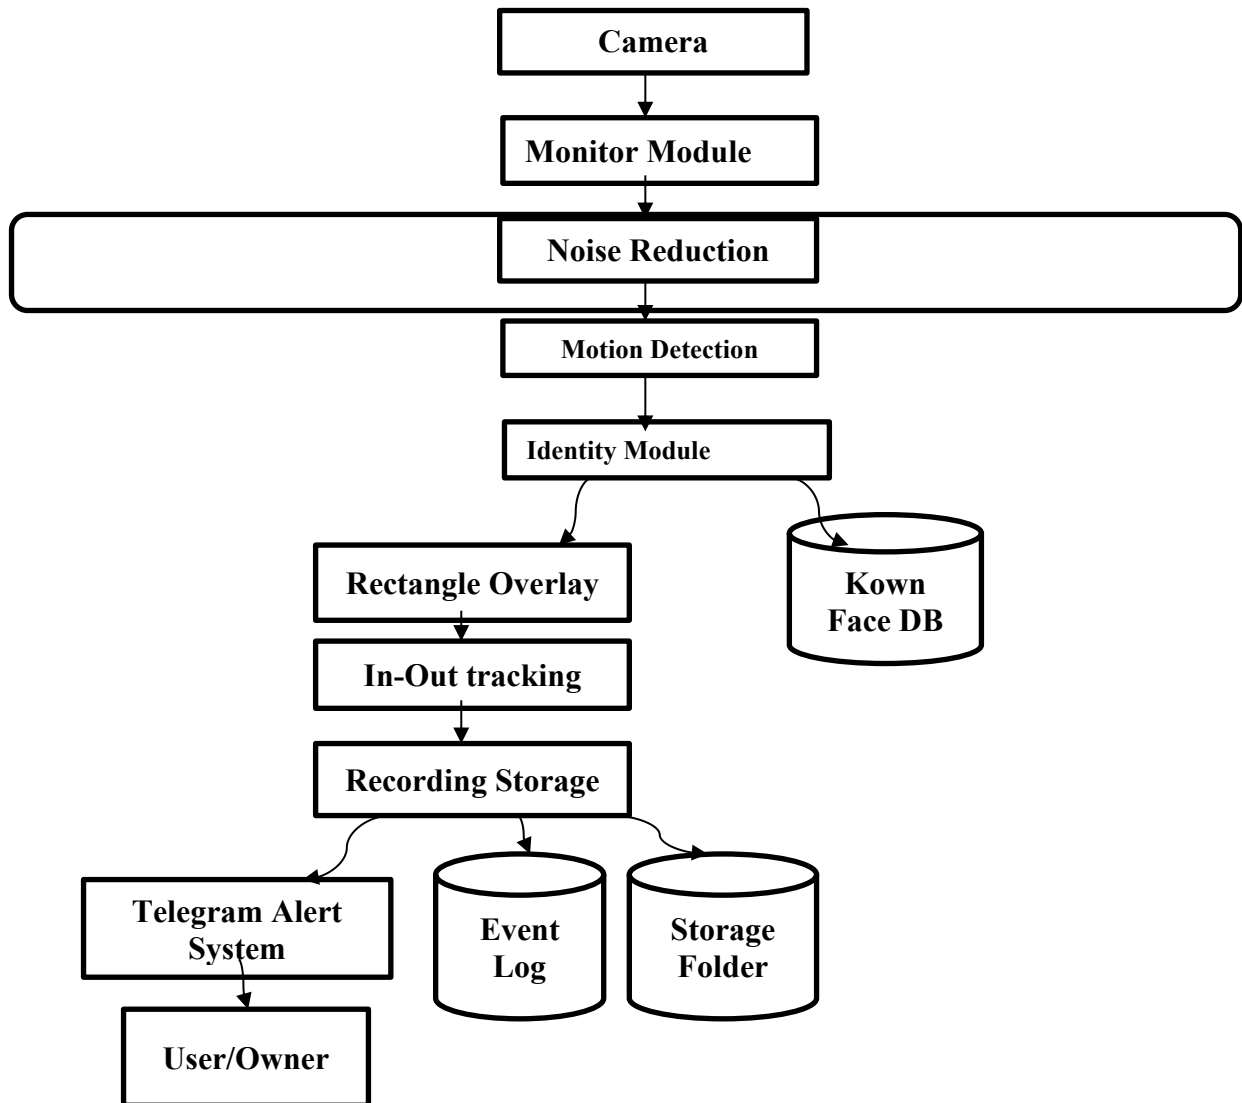 Camera
Monitor Module
Noise Reduction
Motion Detection
Identity Module
Rectangle Overlay
Kown
Face DB
In-Out tracking
Recording Storage
Telegram Alert
System
Event
Log
Storage
Folder
User/Owner